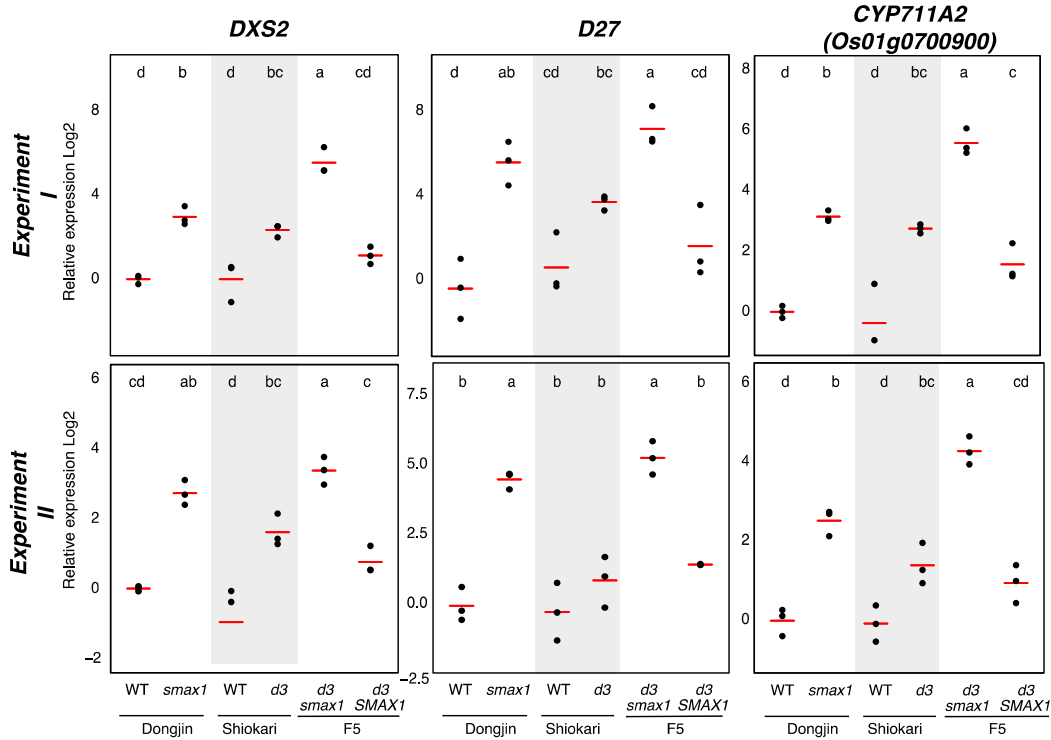 DXS2
D27
CYP711A2
(Os01g0700900)
Experiment
I
Relative expression Log2
8
4
0
d b d bc a cd
8
4
0
d ab cd bc a cd
8
6
4
2
0
d b d bc a c
Experiment
II
Relative expression Log2
6
4
2
0
−2
cd ab d bc a c
7.5
5.0
2.5
0.0
−2.5
b a b b a b
6
4
2
0
d b d bc a cd
WT smax1 WT d3 d3 d3
smax1 SMAX1
Dongjin Shiokari F5
WT smax1 WT d3 d3 d3
smax1 SMAX1
Dongjin Shiokari F5
WT smax1 WT d3 d3 d3
smax1 SMAX1
Dongjin Shiokari F5